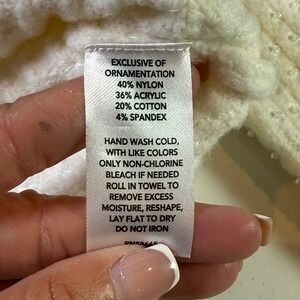 EXCLUSIVE OF
ORNAMENTATION
40% NYLON
36% ACRYLIC
20% COTTON
4% SPANDEX
HAND WASH COLD,
WITH LIKE COLORS
ONLY NON-CHLORINE
BLEACH IF NEEDED
ROLL IN TOWEL TO
REMOVE EXCESS
MOISTURE, RESHAPE,
LAY FLAT TO DRY
DO NOT IRON